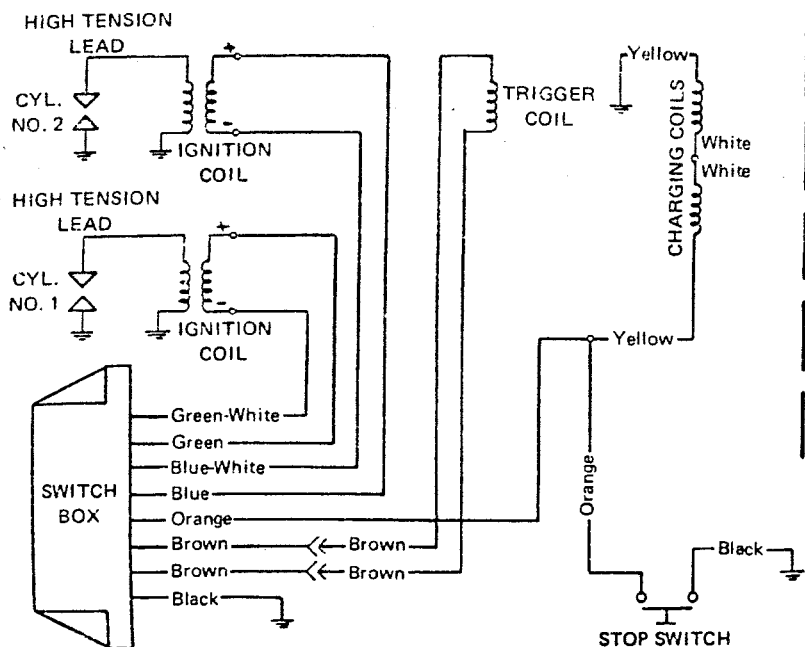 HIGH TENSION
LEAD
+
CYL.
NO. 2
-
IGNITION
COIL
TRIGGER
COIL
Yellow
CHARGING COILS
White
White
HIGH TENSION
LEAD
+
CYL.
NO. 1
-
IGNITION
COIL
Yellow
SWITCH
BOX
Green-White
Green
Blue-White
Blue
Orange
Brown
Brown
Brown
Brown
Black
Orange
Black
STOP SWITCH